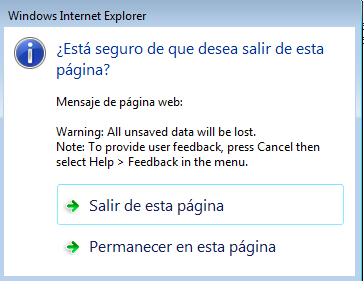 Windows Internet Explorer
¿Está seguro de que desea salir de esta
página?
Mensaje de página web:
Warning: All unsaved data will be lost.
Note: To provide user feedback, press Cancel then
select Help > Feedback in the menu.
Salir de esta página
Permanecer en esta página